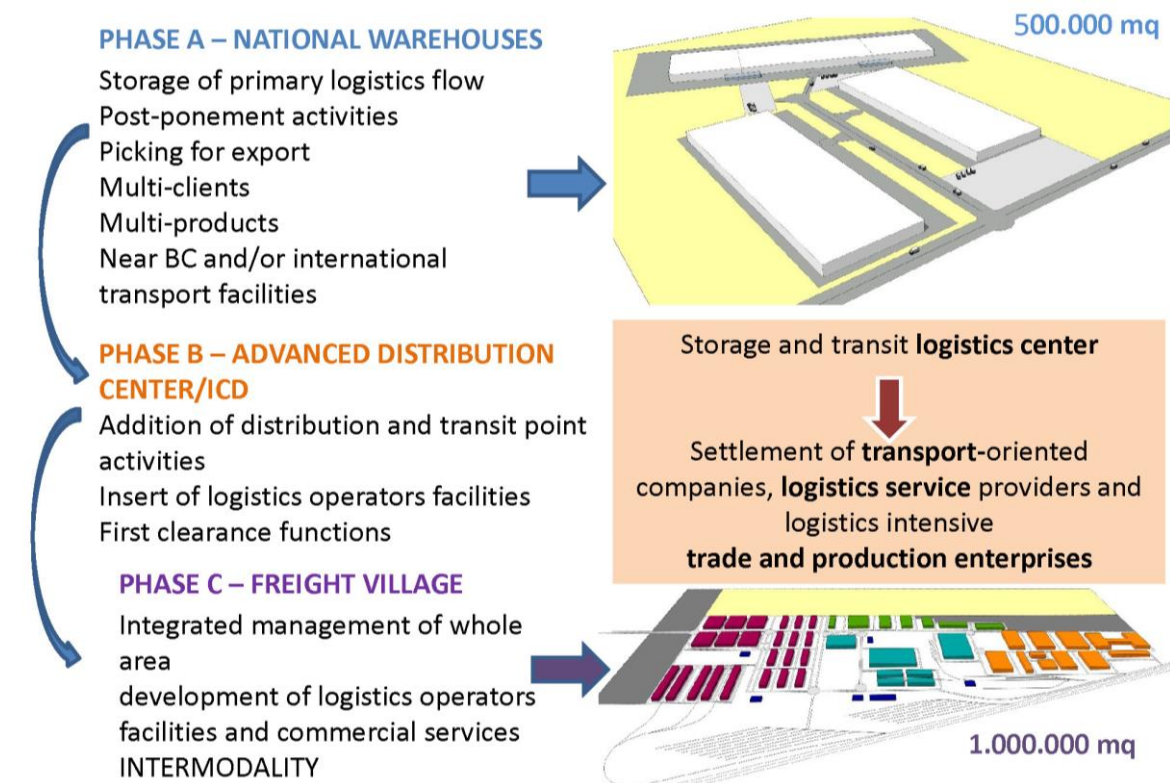 PHASE A – NATIONAL WAREHOUSES
Storage of primary logistics flow
Post-ponement activities
Picking for export
Multi-clients
Multi-products
Near BC and/or international
transport facilities
500.000 mq
PHASE B – ADVANCED DISTRIBUTION
CENTER/ICD
Addition of distribution and transit point
activities
Insert of logistics operators facilities
First clearance functions
Storage and transit logistics center
Settlement of transport-oriented
companies, logistics service providers and
logistics intensive
trade and production enterprises
PHASE C – FREIGHT VILLAGE
Integrated management of whole
area
development of logistics operators
facilities and commercial services
INTERMODALITY
1.000.000 mq